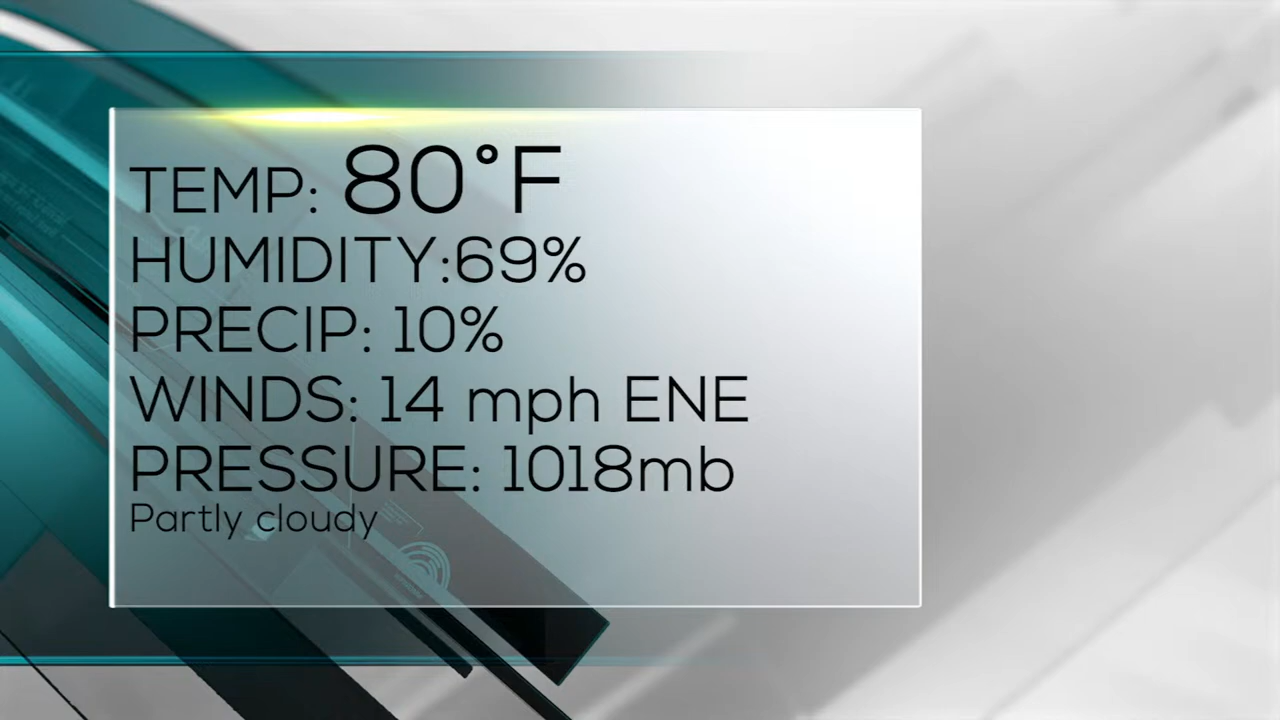 TEMP: 80°F
HUMIDITY:69%
PRECIP: 10%
WINDS: 14 mph ENE
PRESSURE: 1018mb
Partly cloudy